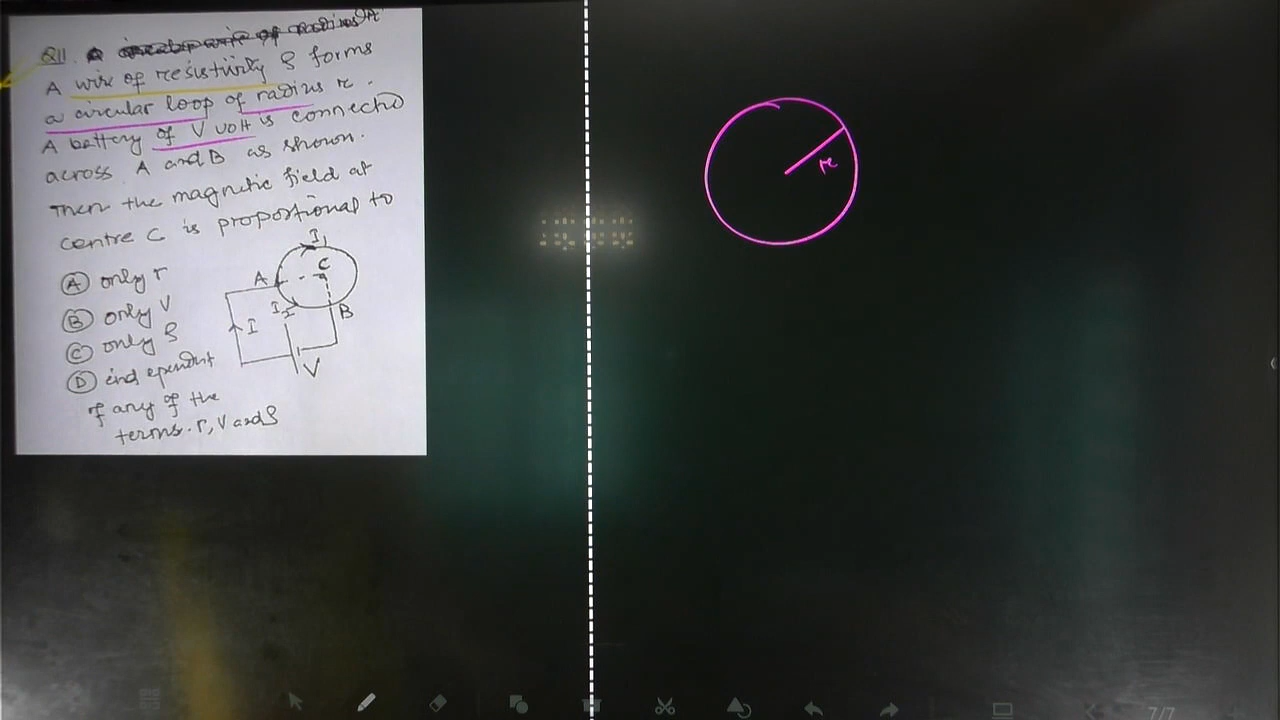 Q11.
A wire of resistivity ϱ forms
a circular loop of radius r.
A battery of V volt is connected
across A and B as shown.
Then the magnetic field at
centre C is proportional to
(A) only r
(B) only V
(C) only ϱ
(D) independent
of any of the
terms. r, V and ϱ
I1
C
A
I2
B
I
V
r
7/7